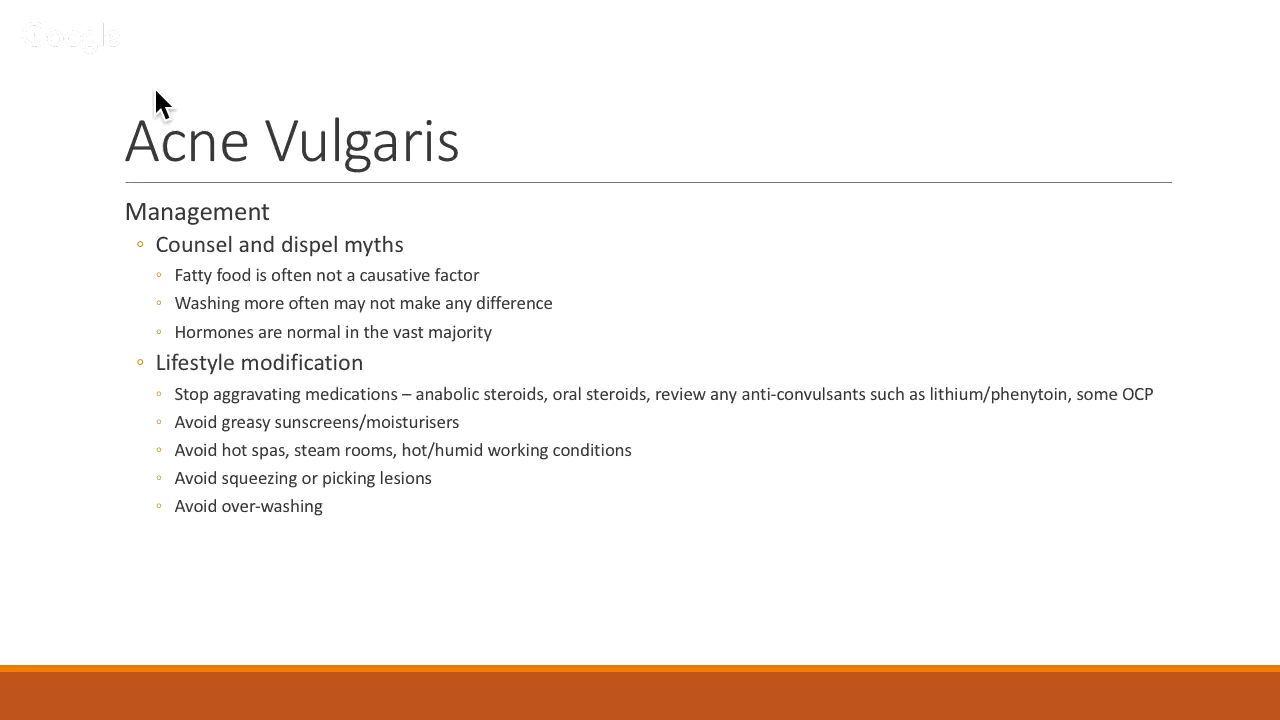 Google
Acne Vulgaris
Management
Counsel and dispel myths
Fatty food is often not a causative factor
Washing more often may not make any difference
Hormones are normal in the vast majority
Lifestyle modification
Stop aggravating medications – anabolic steroids, oral steroids, review any anti-convulsants such as lithium/phenytoin, some OCP
Avoid greasy sunscreens/moisturisers
Avoid hot spas, steam rooms, hot/humid working conditions
Avoid squeezing or picking lesions
Avoid over-washing